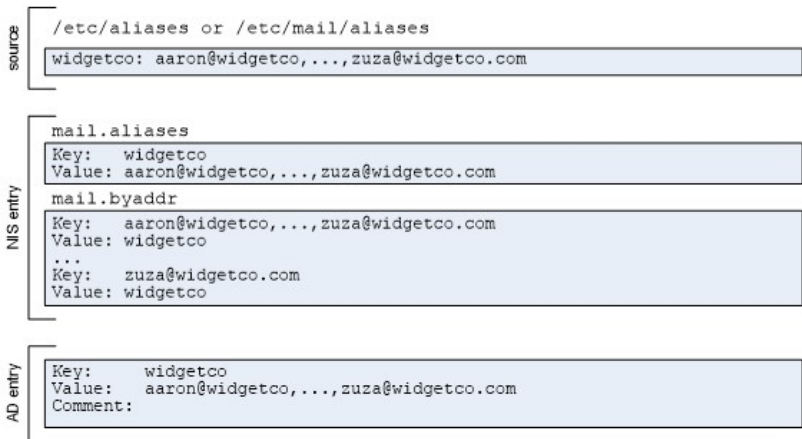 source
/etc/aliases or /etc/mail/aliases
widgetco: aaron@widgetco,...,zuza@widgetco.com
NIS entry
mail.aliases
Key: widgetco
Value: aaron@widgetco,...,zuza@widgetco.com
mail.byaddr
Key: aaron@widgetco,...,zuza@widgetco.com
Value: widgetco
...
Key: zuza@widgetco.com
Value: widgetco
AD entry
Key: widgetco
Value: aaron@widgetco,...,zuza@widgetco.com
Comment: